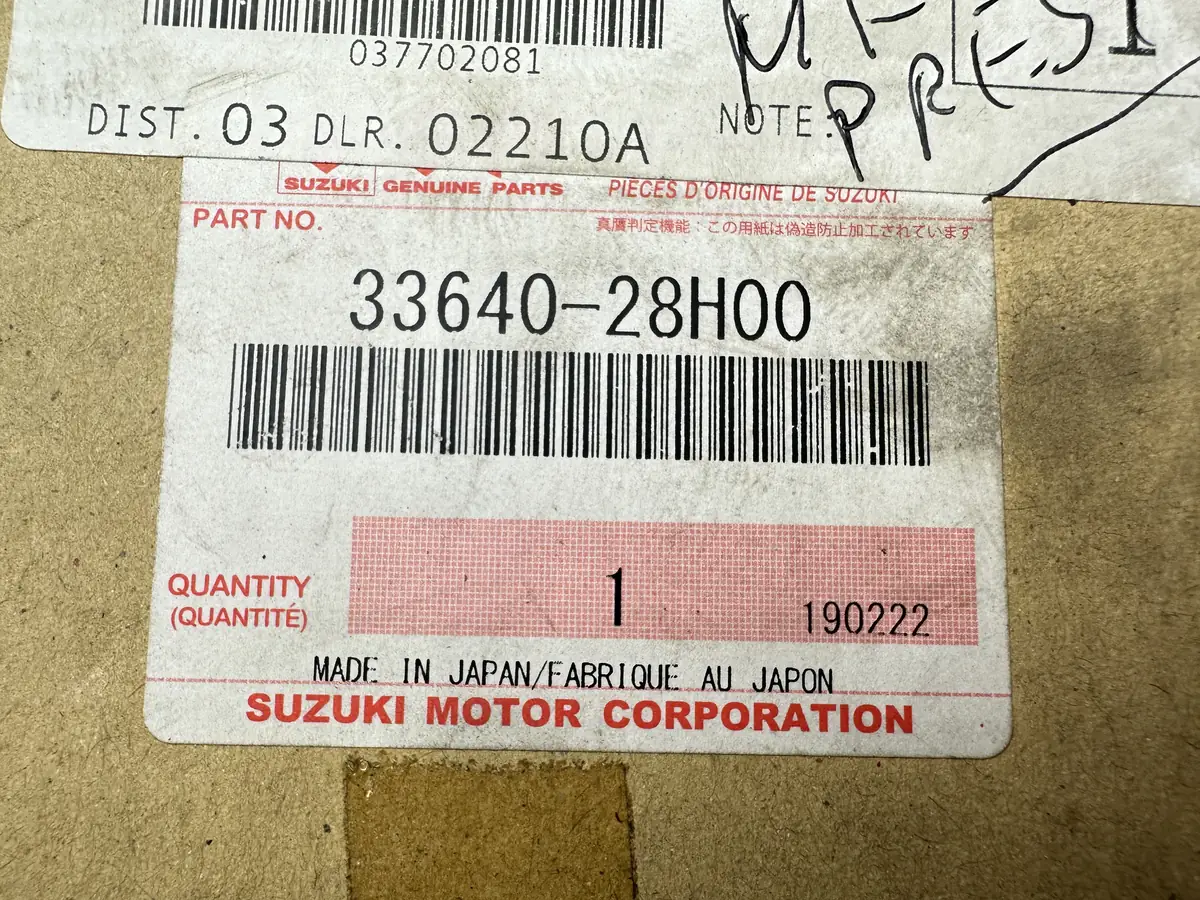 037702081
DIST. 03 DLR. 02210A
NOTE:
SUZUKI GENUINE PARTS PIÈCES D'ORIGINE DE SUZUKI
PART NO.
真贋判定機能：この用紙は偽造防止加工されています
33640-28H00
QUANTITY
(QUANTITÉ)
1
190222
MADE IN JAPAN/FABRIQUE AU JAPON
SUZUKI MOTOR CORPORATION